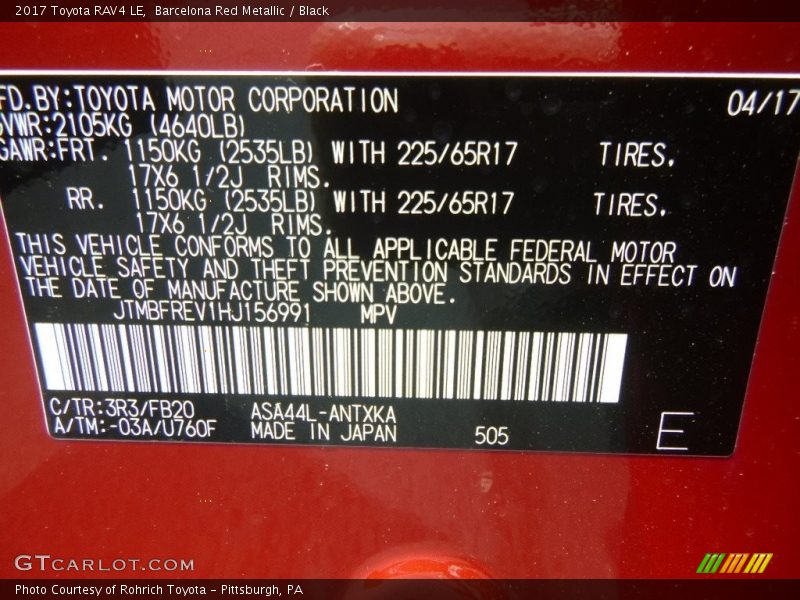 2017 Toyota RAV4 LE,  Barcelona Red Metallic / Black
FD.BY:TOYOTA MOTOR CORPORATION 04/17
GVWR:2105KG (4640LB)
GAWR:FRT. 1150KG (2535LB) WITH 225/65R17 TIRES.
17X6 1/2J RIMS.
RR. 1150KG (2535LB) WITH 225/65R17 TIRES.
17X6 1/2J RIMS.
THIS VEHICLE CONFORMS TO ALL APPLICABLE FEDERAL MOTOR
VEHICLE SAFETY AND THEFT PREVENTION STANDARDS IN EFFECT ON
THE DATE OF MANUFACTURE SHOWN ABOVE.
JTMBFREV1HJ156991 MPV
C/TR:3R3/FB20 ASA44L-ANTXKA
A/TM:-03A/U760F MADE IN JAPAN 505 E
GTCARLOT.COM
Photo Courtesy of Rohrich Toyota - Pittsburgh, PA